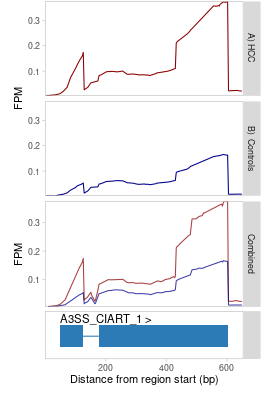 0.3
0.2
0.1
A) HCC
FPM
0.3
0.2
0.1
B) Controls
0.3
0.2
0.1
Combined
FPM
A3SS_CIART_1 >
200
400
600
Distance from region start (bp)